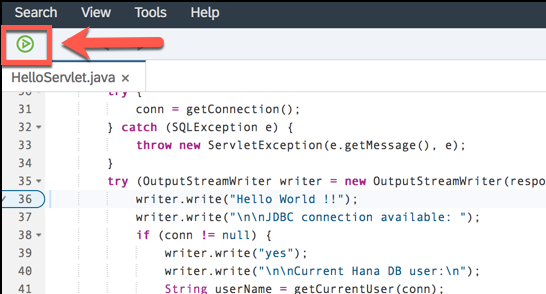 Search View Tools Help
HelloServlet.java ×
30 try {
31 conn = getConnection();
32 } catch (SQLException e) {
33 throw new ServletException(e.getMessage(), e);
34 }
35 try (OutputStreamWriter writer = new OutputStreamWriter(respo
36 writer.write("Hello World !!");
37 writer.write("\n\nJDBC connection available: ");
38 if (conn != null) {
39 writer.write("yes");
40 writer.write("\n\nCurrent Hana DB user:\n");
41 String userName = getCurrentUser(conn);